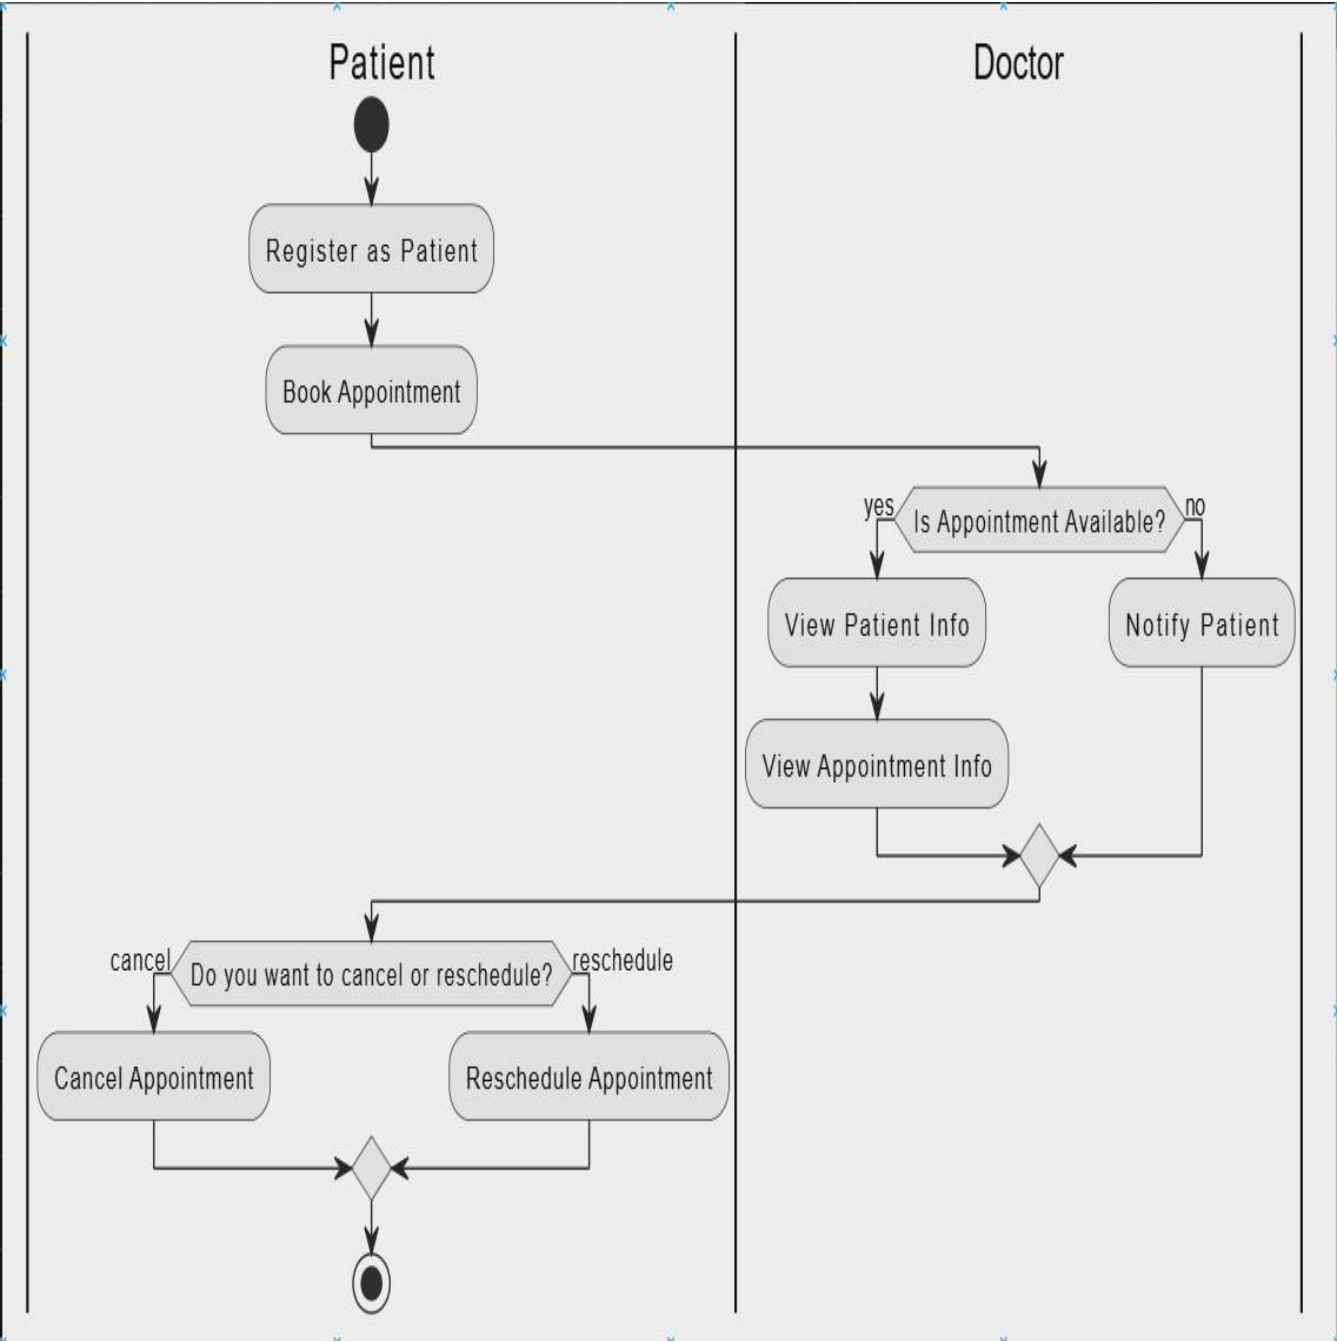 Patient
Doctor
Register as Patient
Book Appointment
yes
Is Appointment Available?
no
View Patient Info
Notify Patient
View Appointment Info
cancel
Do you want to cancel or reschedule?
reschedule
Cancel Appointment
Reschedule Appointment